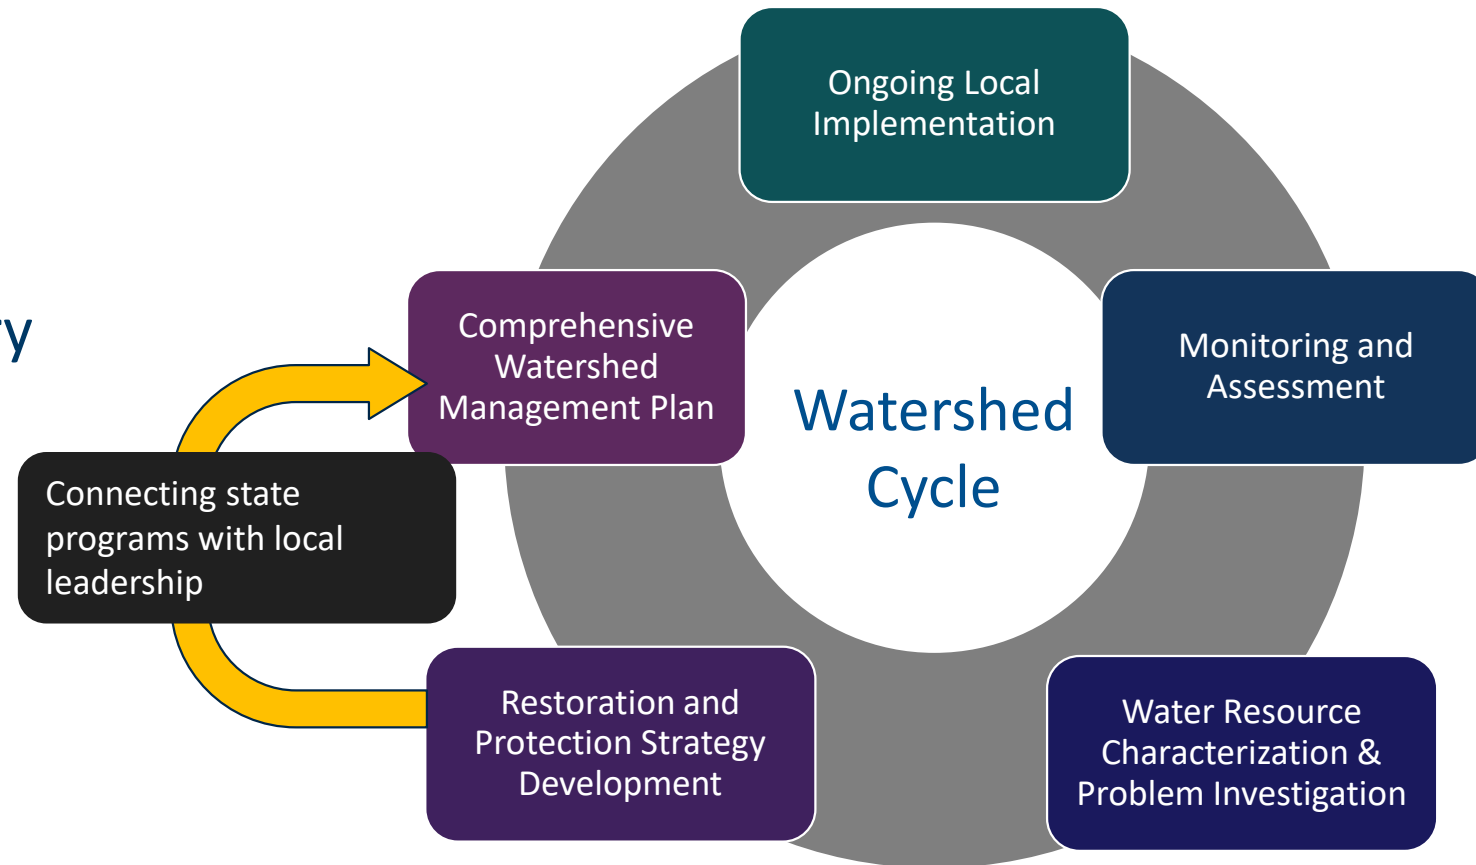 Ongoing Local
Implementation
Comprehensive
Watershed
Management Plan
Monitoring and
Assessment
Watershed
Cycle
Connecting state
programs with local
leadership
Restoration and
Protection Strategy
Development
Water Resource
Characterization &
Problem Investigation